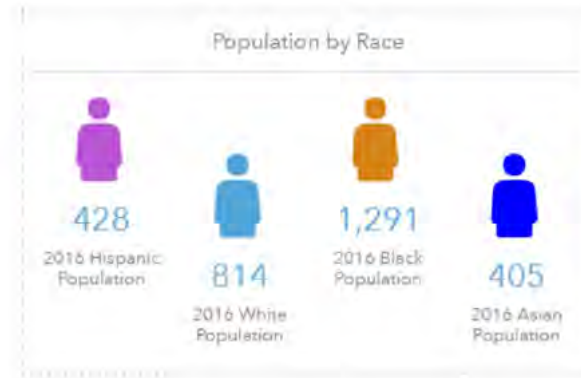 Population by Race
428
2016 Hispanic
Population
814
2016 White
Population
1,291
2016 Black
Population
405
2016 Asian
Population